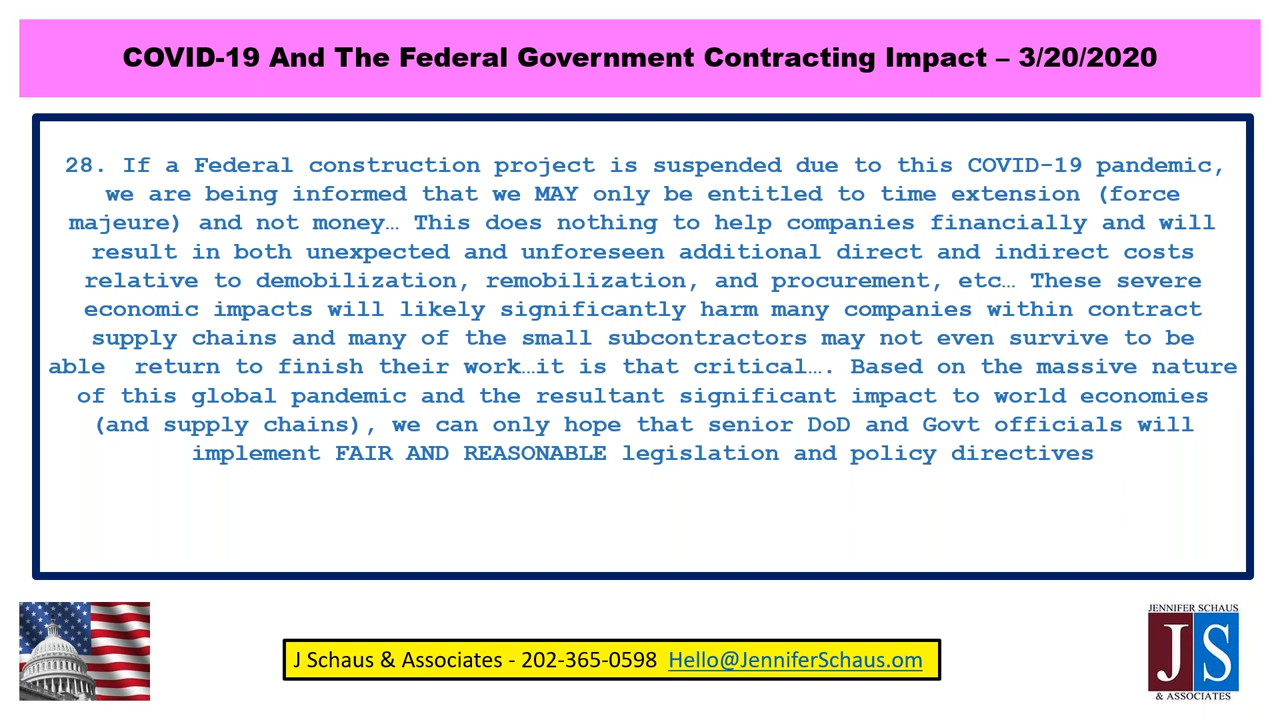 COVID-19 And The Federal Government Contracting Impact – 3/20/2020
28. If a Federal construction project is suspended due to this COVID-19 pandemic,
we are being informed that we MAY only be entitled to time extension (force
majeure) and not money… This does nothing to help companies financially and will
result in both unexpected and unforeseen additional direct and indirect costs
relative to demobilization, remobilization, and procurement, etc… These severe
economic impacts will likely significantly harm many companies within contract
supply chains and many of the small subcontractors may not even survive to be
able  return to finish their work…it is that critical…. Based on the massive nature
of this global pandemic and the resultant significant impact to world economies
(and supply chains), we can only hope that senior DoD and Govt officials will
implement FAIR AND REASONABLE legislation and policy directives
J Schaus & Associates - 202-365-0598  Hello@JenniferSchaus.om
JENNIFER SCHAUS
JS
& ASSOCIATES